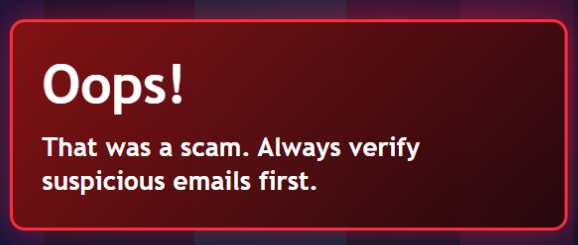 Oops!
That was a scam. Always verify
suspicious emails first.